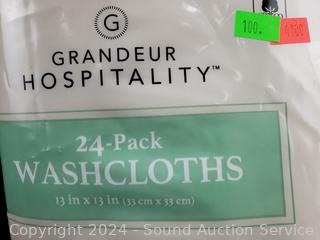 G
100.
4180
GRANDEUR
HOSPITALITY™
24-Pack
WASHCLOTHS
13 in x 13 in (33 cm x 33 cm)
Copyright 2024 - Sound Auction Service